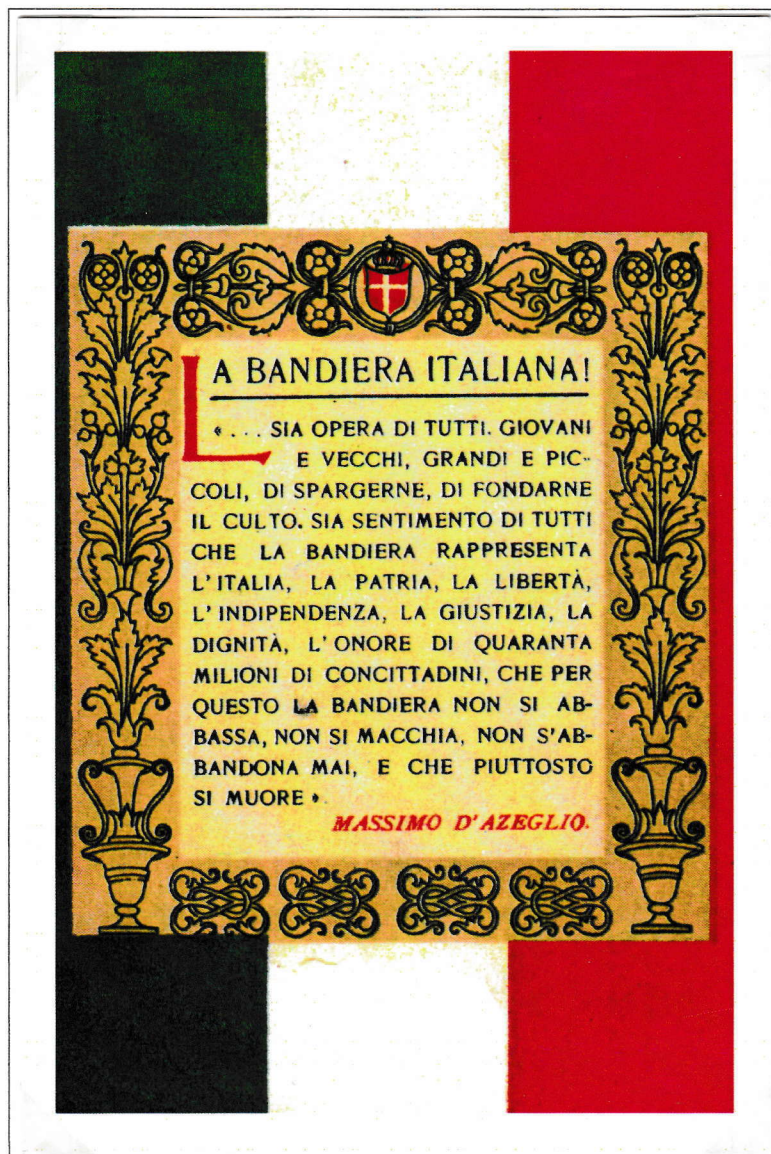 LA BANDIERA ITALIANA!
«... SIA OPERA DI TUTTI. GIOVANI
E VECCHI, GRANDI E PIC-
COLI, DI SPARGERNE, DI FONDARNE
IL CULTO. SIA SENTIMENTO DI TUTTI
CHE LA BANDIERA RAPPRESENTA
L'ITALIA, LA PATRIA, LA LIBERTÀ,
L'INDIPENDENZA, LA GIUSTIZIA, LA
DIGNITÀ, L'ONORE DI QUARANTA
MILIONI DI CONCITTADINI, CHE PER
QUESTO LA BANDIERA NON SI AB-
BASSA, NON SI MACCHIA, NON S'AB-
BANDONA MAI, E CHE PIUTTOSTO
SI MUORE»
MASSIMO D'AZEGLIO.